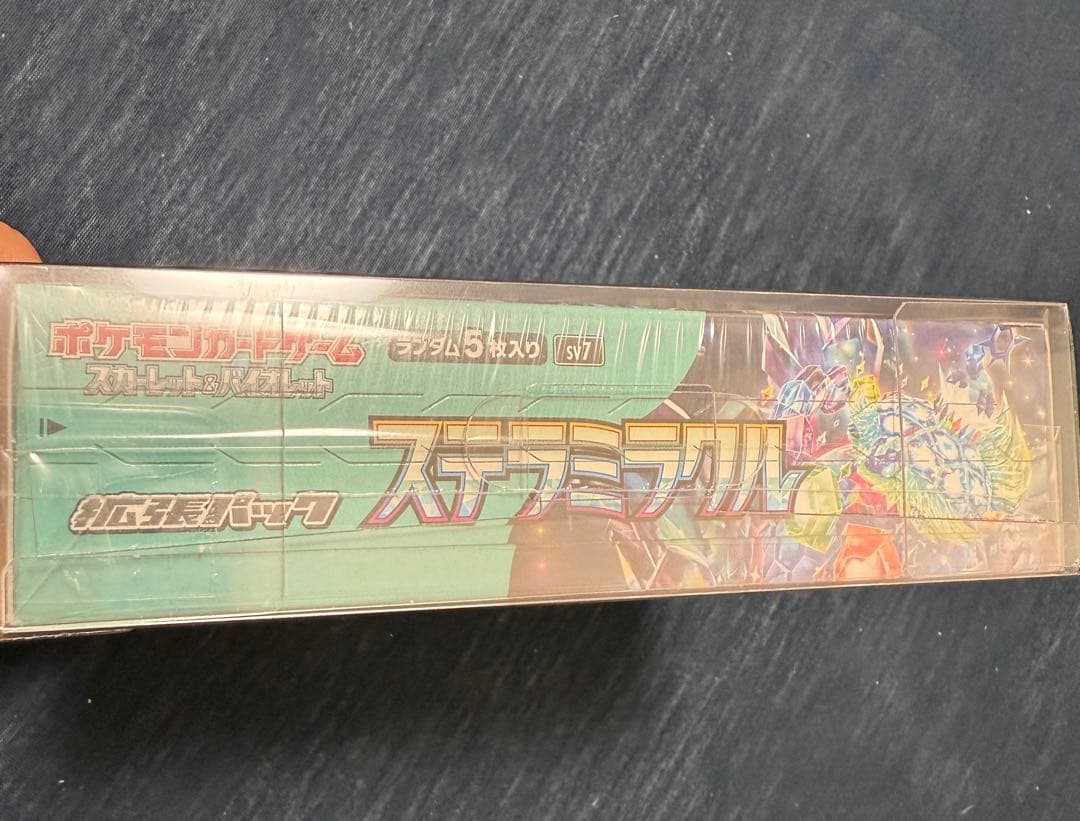 ポケモンカードゲーム
スカーレット&バイオレット
ランダム5枚入り
SV7
ステラミラクル
拡張パック